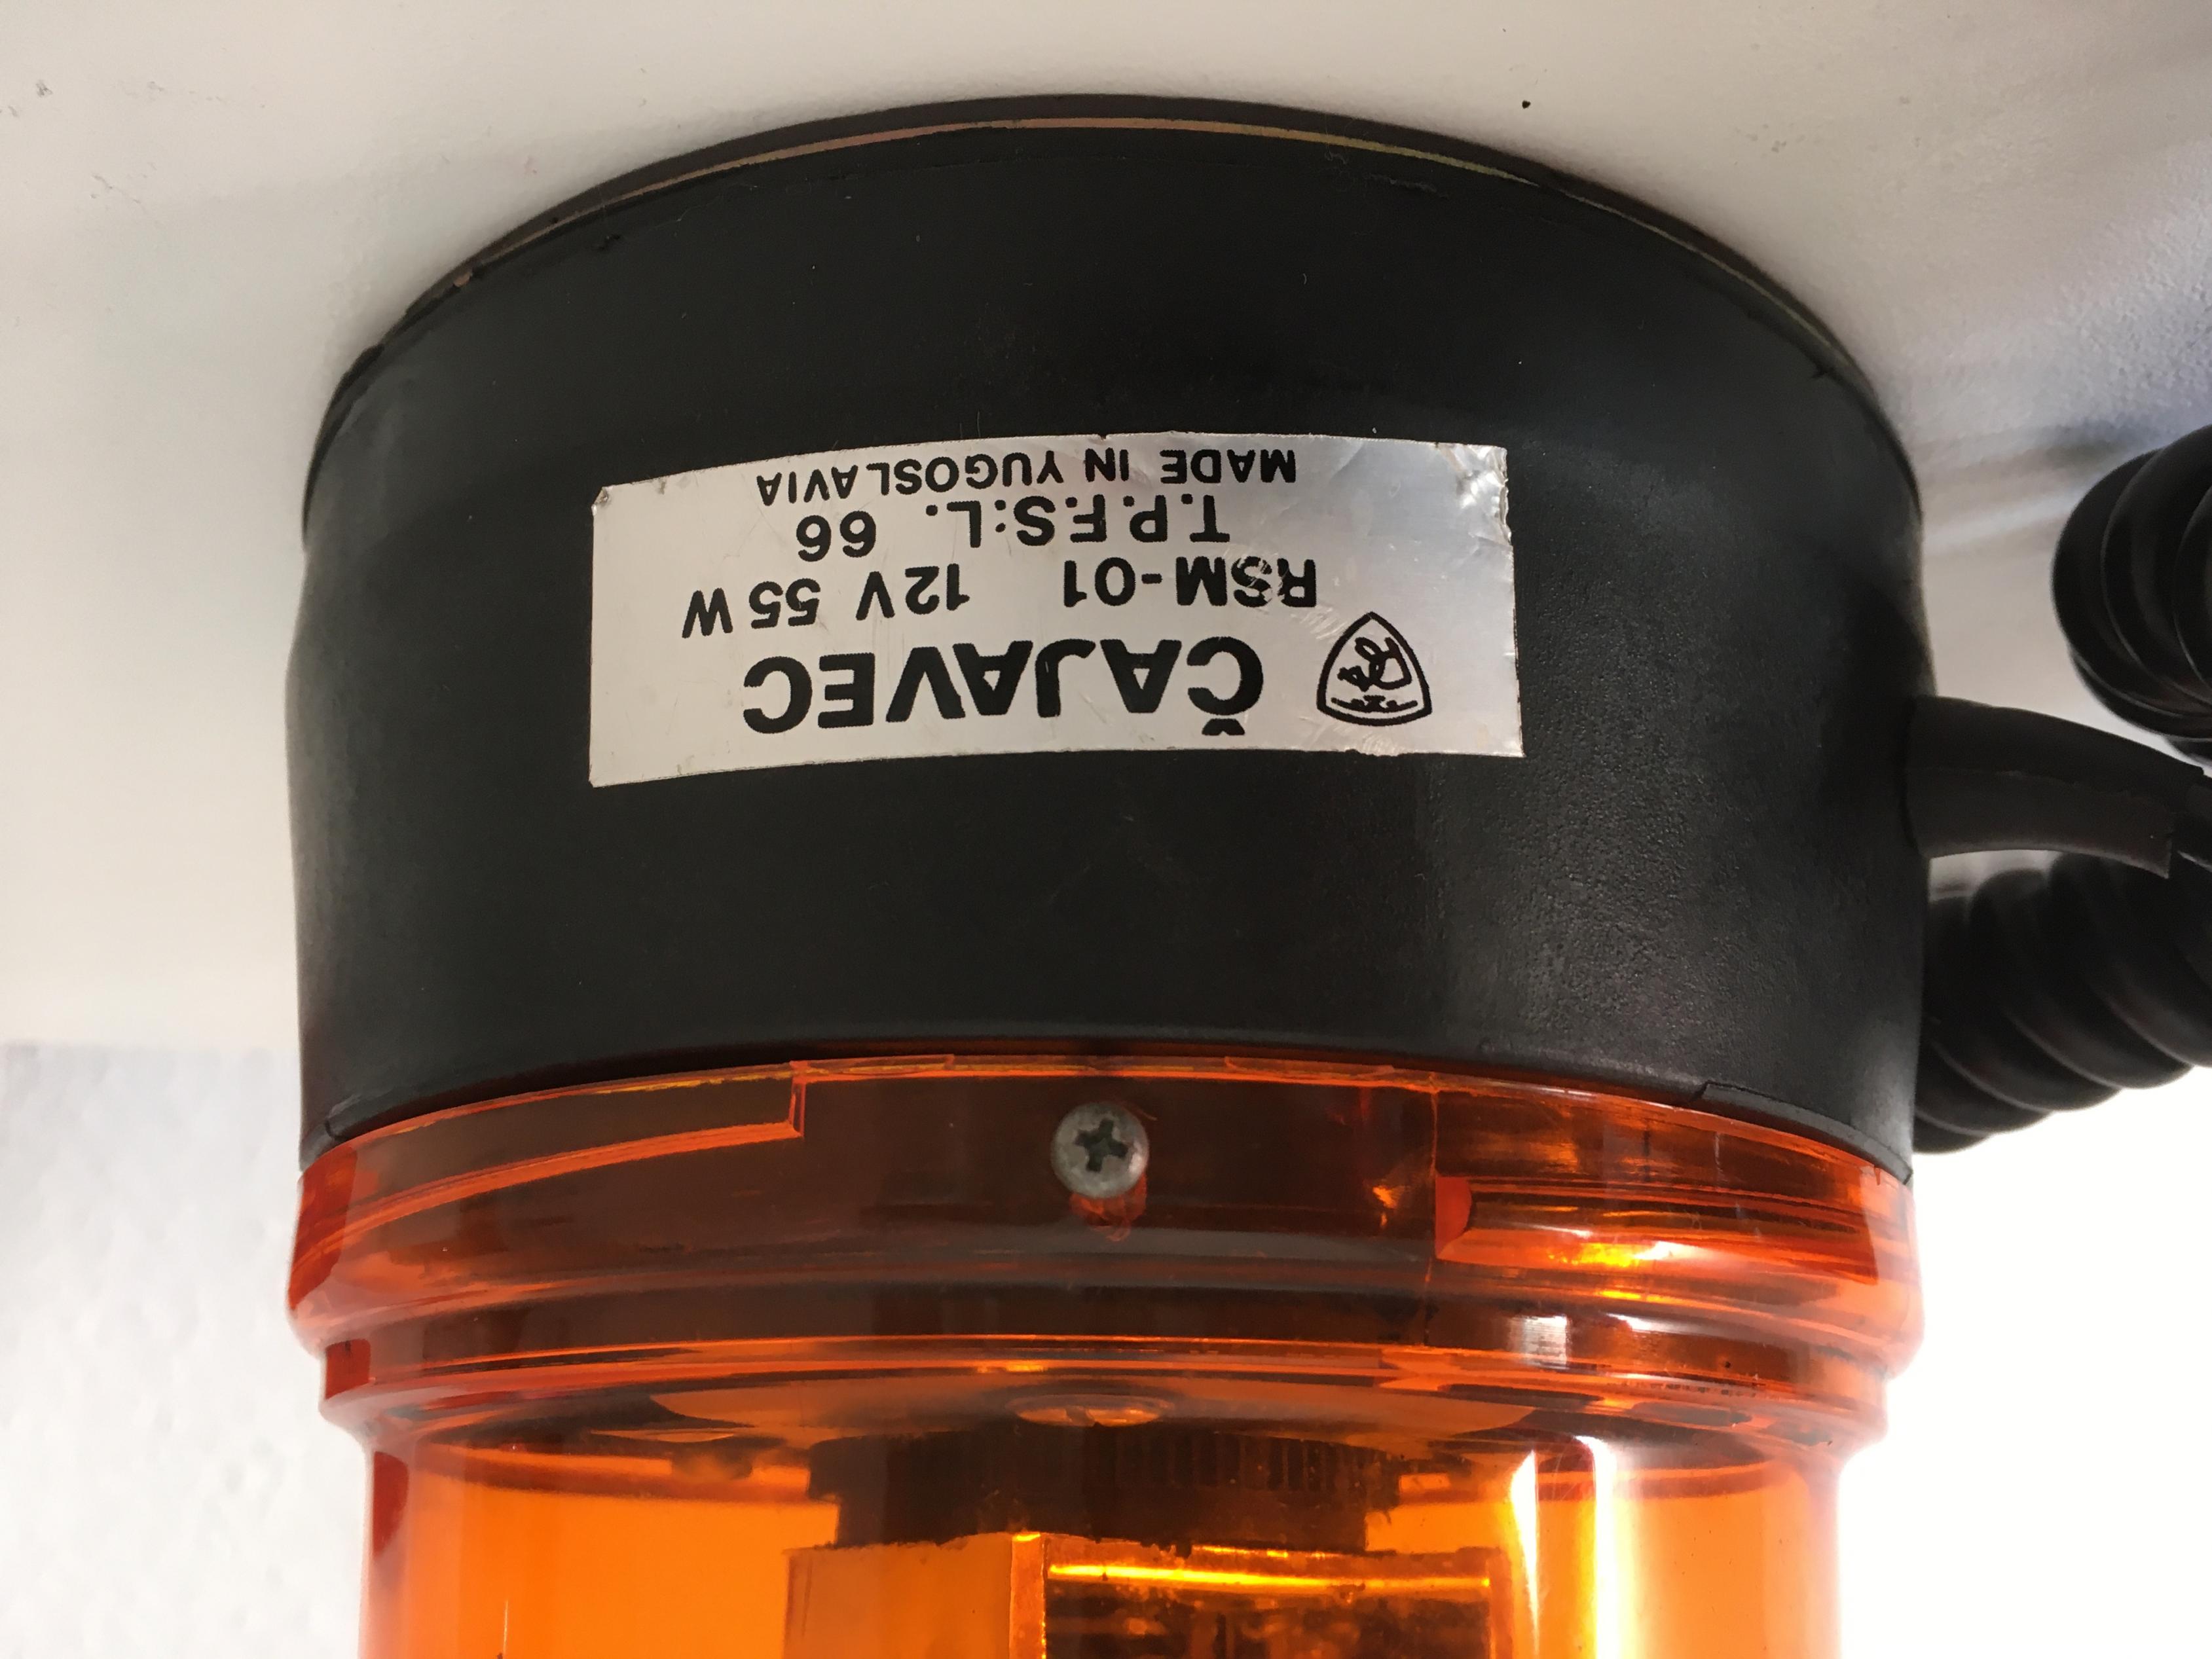 ČAJAVEC
RSM-01 12V 55W
T.P.F.S:L. 66
MADE IN YUGOSLAVIA